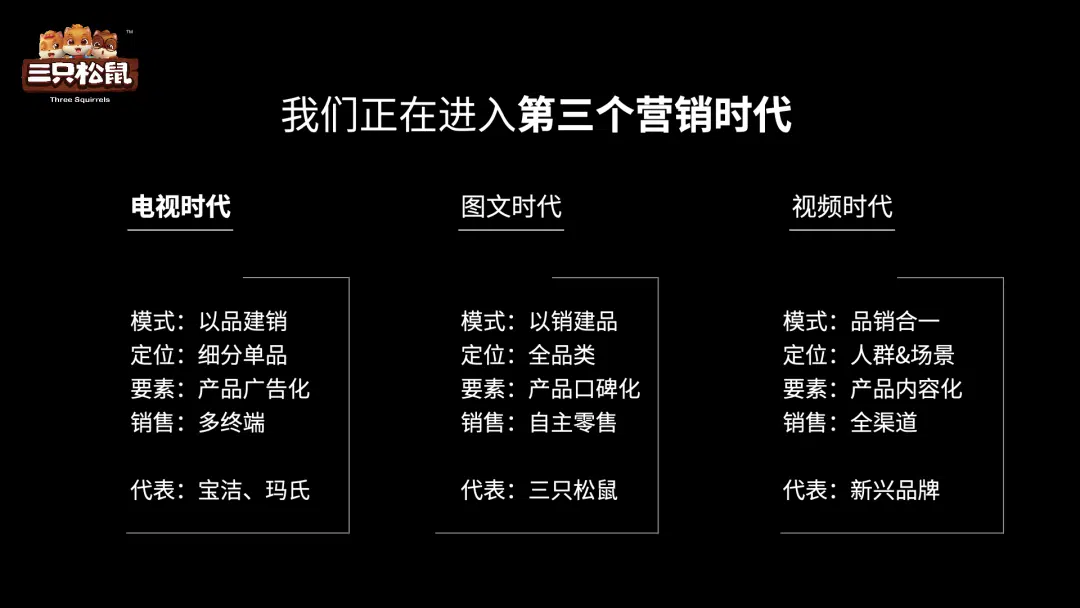 三只松鼠
TM
Three Squirrels
我们正在进入第三个营销时代
电视时代
模式：以品建销
定位：细分单品
要素：产品广告化
销售：多终端
代表：宝洁、玛氏
图文时代
模式：以销建品
定位：全品类
要素：产品口碑化
销售：自主零售
代表：三只松鼠
视频时代
模式：品销合一
定位：人群&场景
要素：产品内容化
销售：全渠道
代表：新兴品牌